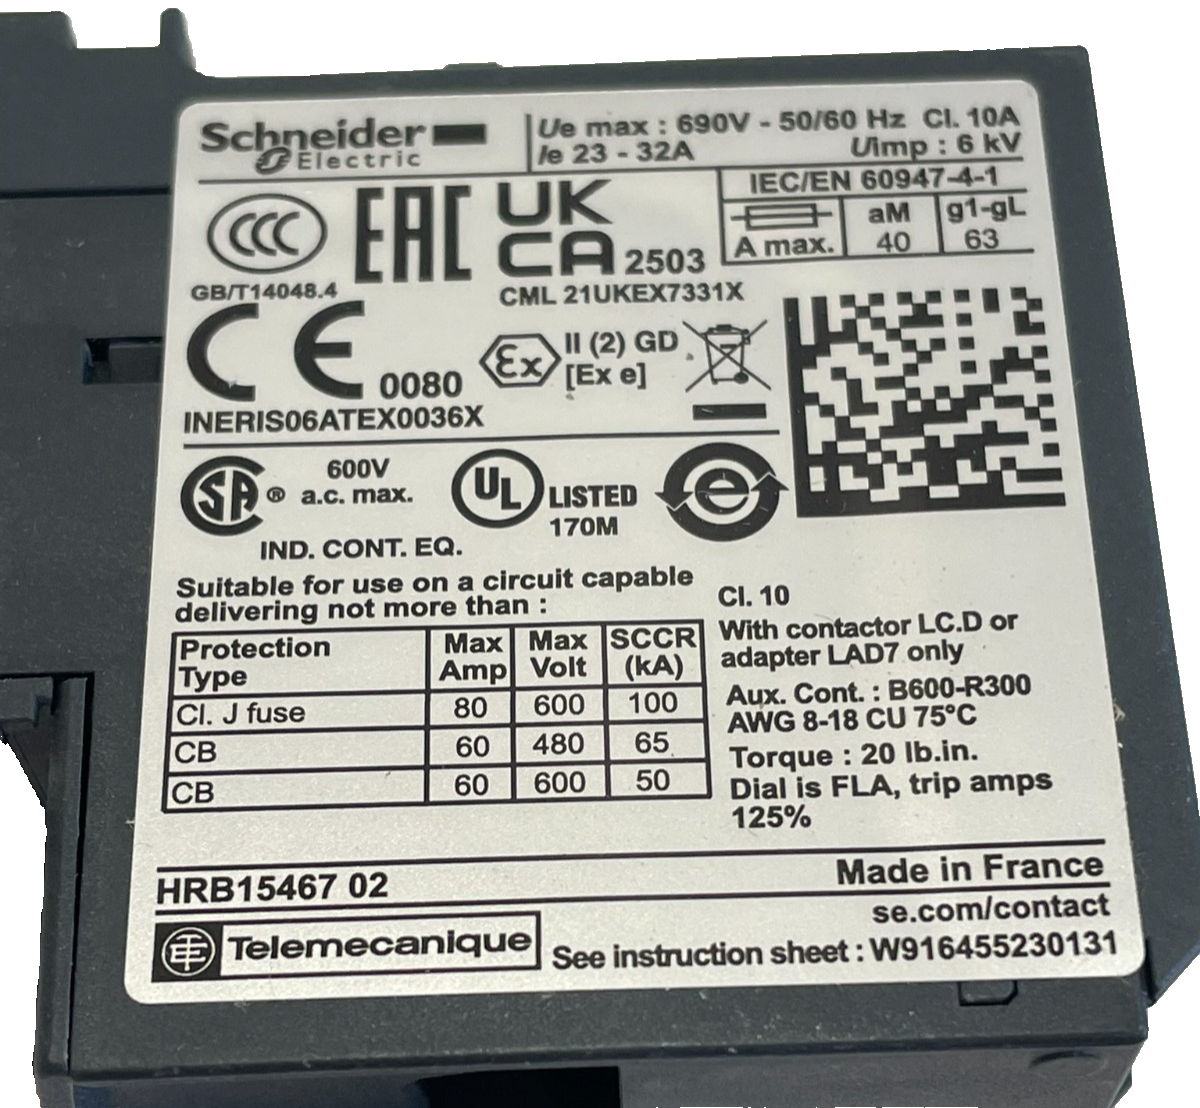 Schneider
Electric
Ue max : 690V - 50/60 Hz Cl. 10A
Ie 23 - 32A Uimp : 6 kV
IEC/EN 60947-4-1
A max.
aM
40
g1-gL
63
CCC
GB/T14048.4
EAC
UK
CA 2503
CML 21UKEX7331X
CE 0080
INERIS06ATEX0036X
Ex II (2) GD
[Ex e]
SA ®
600V
a.c. max.
IND. CONT. EQ.
UL LISTED
170M
e
Suitable for use on a circuit capable
delivering not more than :
Protection Type Max Amp Max Volt SCCR (kA)
Cl. J fuse 80 600 100
CB 60 480 65
CB 60 600 50
Cl. 10
With contactor LC.D or
adapter LAD7 only
Aux. Cont. : B600-R300
AWG 8-18 CU 75°C
Torque : 20 lb.in.
Dial is FLA, trip amps
125%
HRB15467 02
Made in France
se.com/contact
Telemecanique
See instruction sheet : W916455230131